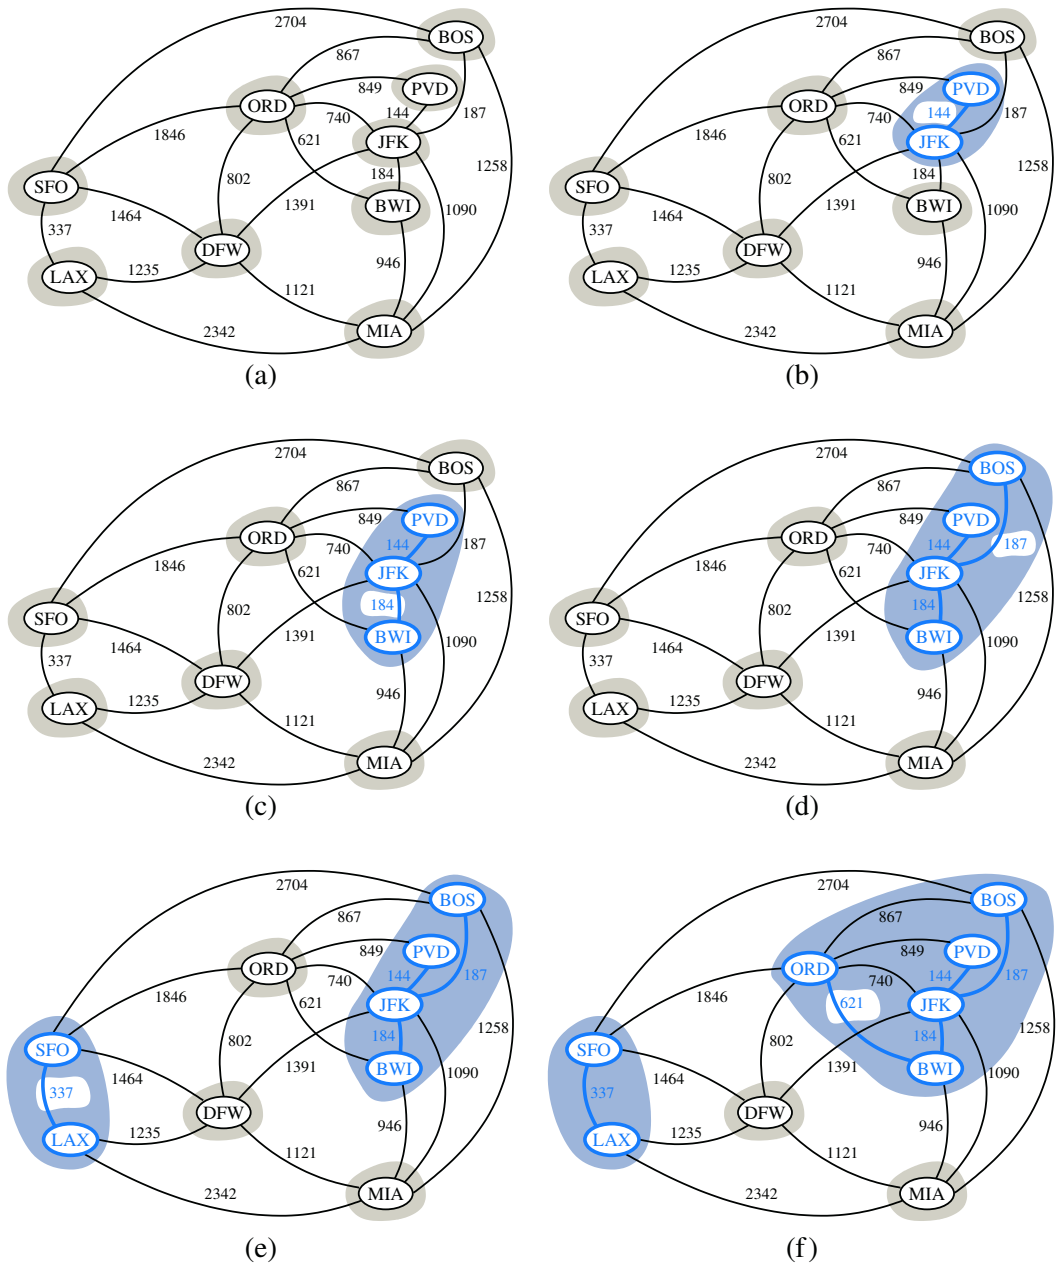 2704
BOS
867
PVD
849
ORD
144
187
740
JFK
1846
621
1258
184
SFO
802
1391
BWI
1464
1090
337
DFW
946
LAX
1235
1121
MIA
2342
(a)
2704
BOS
867
PVD
849
ORD
144
187
740
JFK
1846
621
1258
184
SFO
802
1391
BWI
1464
1090
337
DFW
946
LAX
1235
1121
MIA
2342
(b)
2704
BOS
867
PVD
849
ORD
144
187
740
JFK
1846
621
1258
184
SFO
802
1391
BWI
1464
1090
337
DFW
946
LAX
1235
1121
MIA
2342
(c)
2704
BOS
867
PVD
849
ORD
144
187
740
JFK
1846
621
1258
184
SFO
802
1391
BWI
1464
1090
337
DFW
946
LAX
1235
1121
MIA
2342
(d)
2704
BOS
867
PVD
849
ORD
144
187
740
JFK
1846
621
1258
184
SFO
802
1391
BWI
1464
1090
337
DFW
946
LAX
1235
1121
MIA
2342
(e)
2704
BOS
867
PVD
849
ORD
144
187
740
JFK
1846
621
1258
184
SFO
802
1391
BWI
1464
1090
337
DFW
946
LAX
1235
1121
MIA
2342
(f)